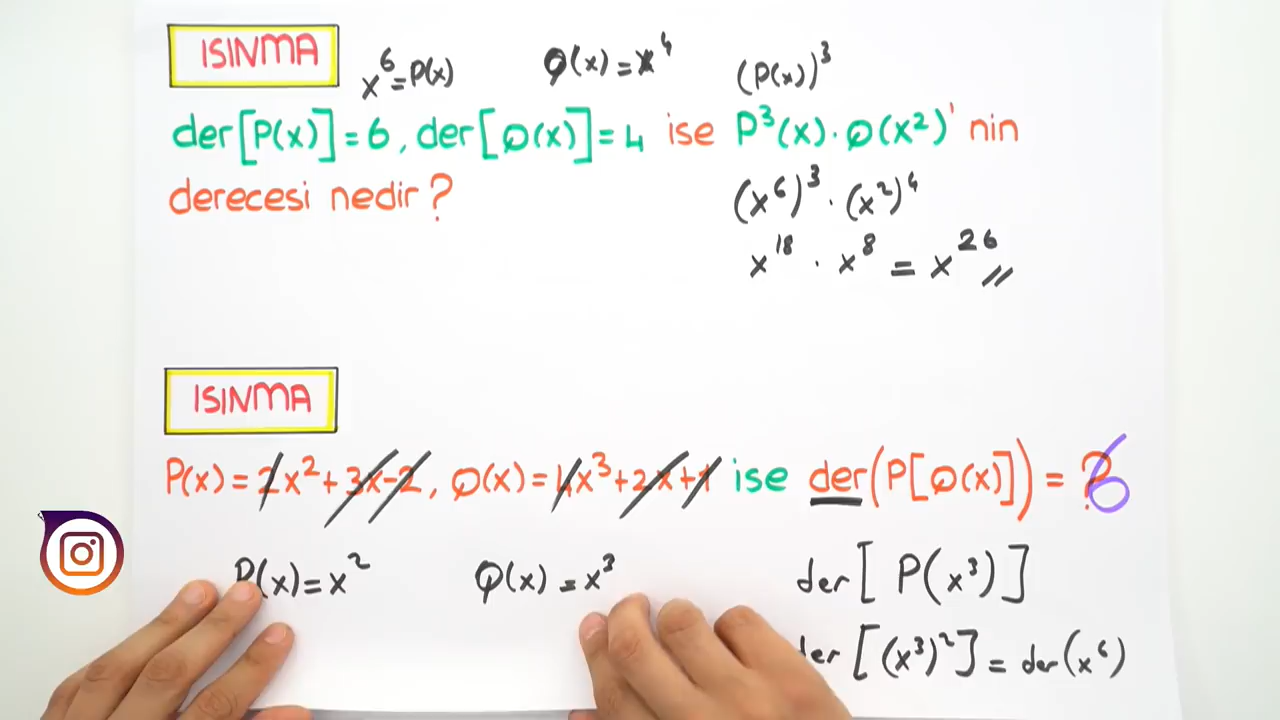 ISINMA
x⁶=P(x)
Q(x)=x⁴
(P(x))³
der[P(x)]=6, der[Q(x)]=4 ise P³(x)·Q(x²)'nin
derecesi nedir?
(x⁶)³·(x²)⁴
x¹⁸·x⁸=x²⁶//
ISINMA
P(x)=2x²+3x-2, Q(x)=4x³+2x+1 ise der(P[Q(x)])=? 6
P(x)=x²
Q(x)=x³
der[P(x³)]
der[(x³)²]=der(x⁶)